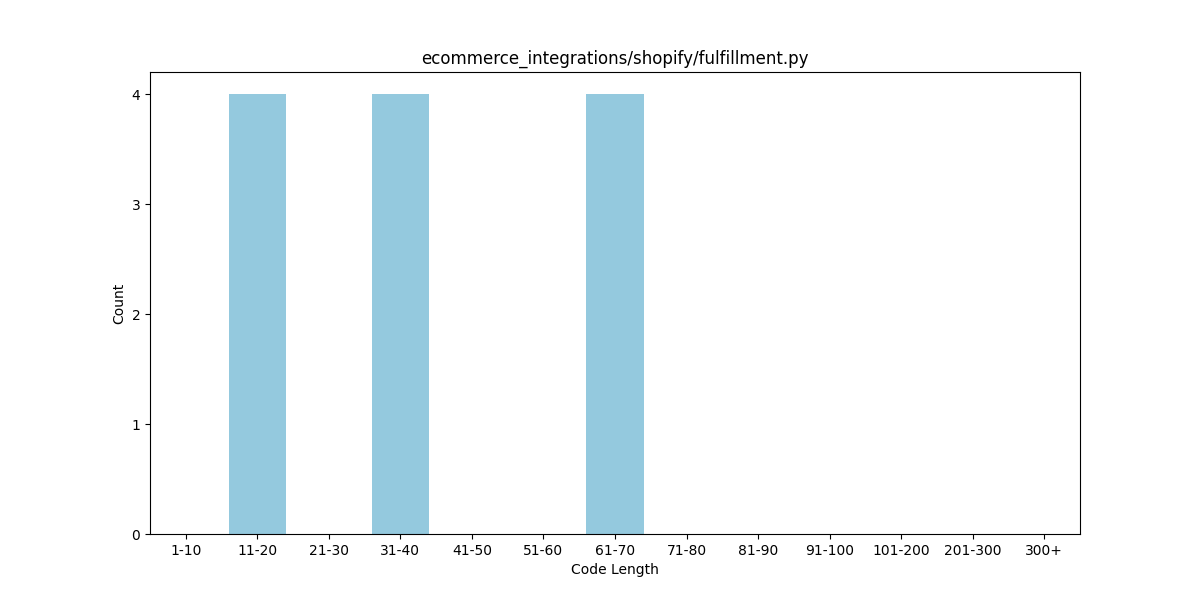 ecommerce_integrations/shopify/fulfillment.py
4
3
2
1
0
Count
1-10 11-20 21-30 31-40 41-50 51-60 61-70 71-80 81-90 91-100 101-200 201-300 300+
Code Length